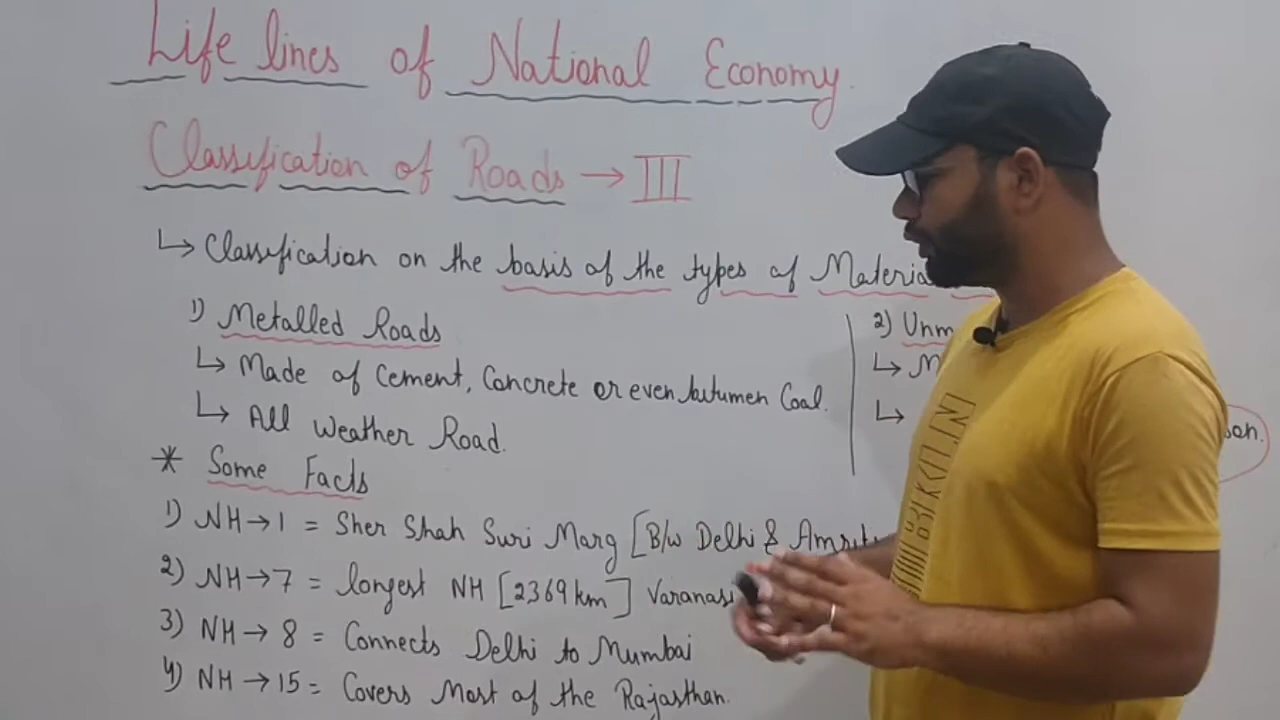 Life lines of National Economy.
Classification of Roads → III
↳ Classification on the basis of the types of
1) Metalled Roads
↳ Made of Cement, Concrete or even bitumen Coal.
↳ All Weather Road.
2)
↳
↳
* Some Facts
1) NH → 1 = Sher Shah Suri Marg [B/w Delhi &
2) NH → 7 = longest NH [2369 km] Varanasi
3) NH → 8 = Connects Delhi to Mumbai
4) NH → 15 = Covers Most of the Rajasthan.